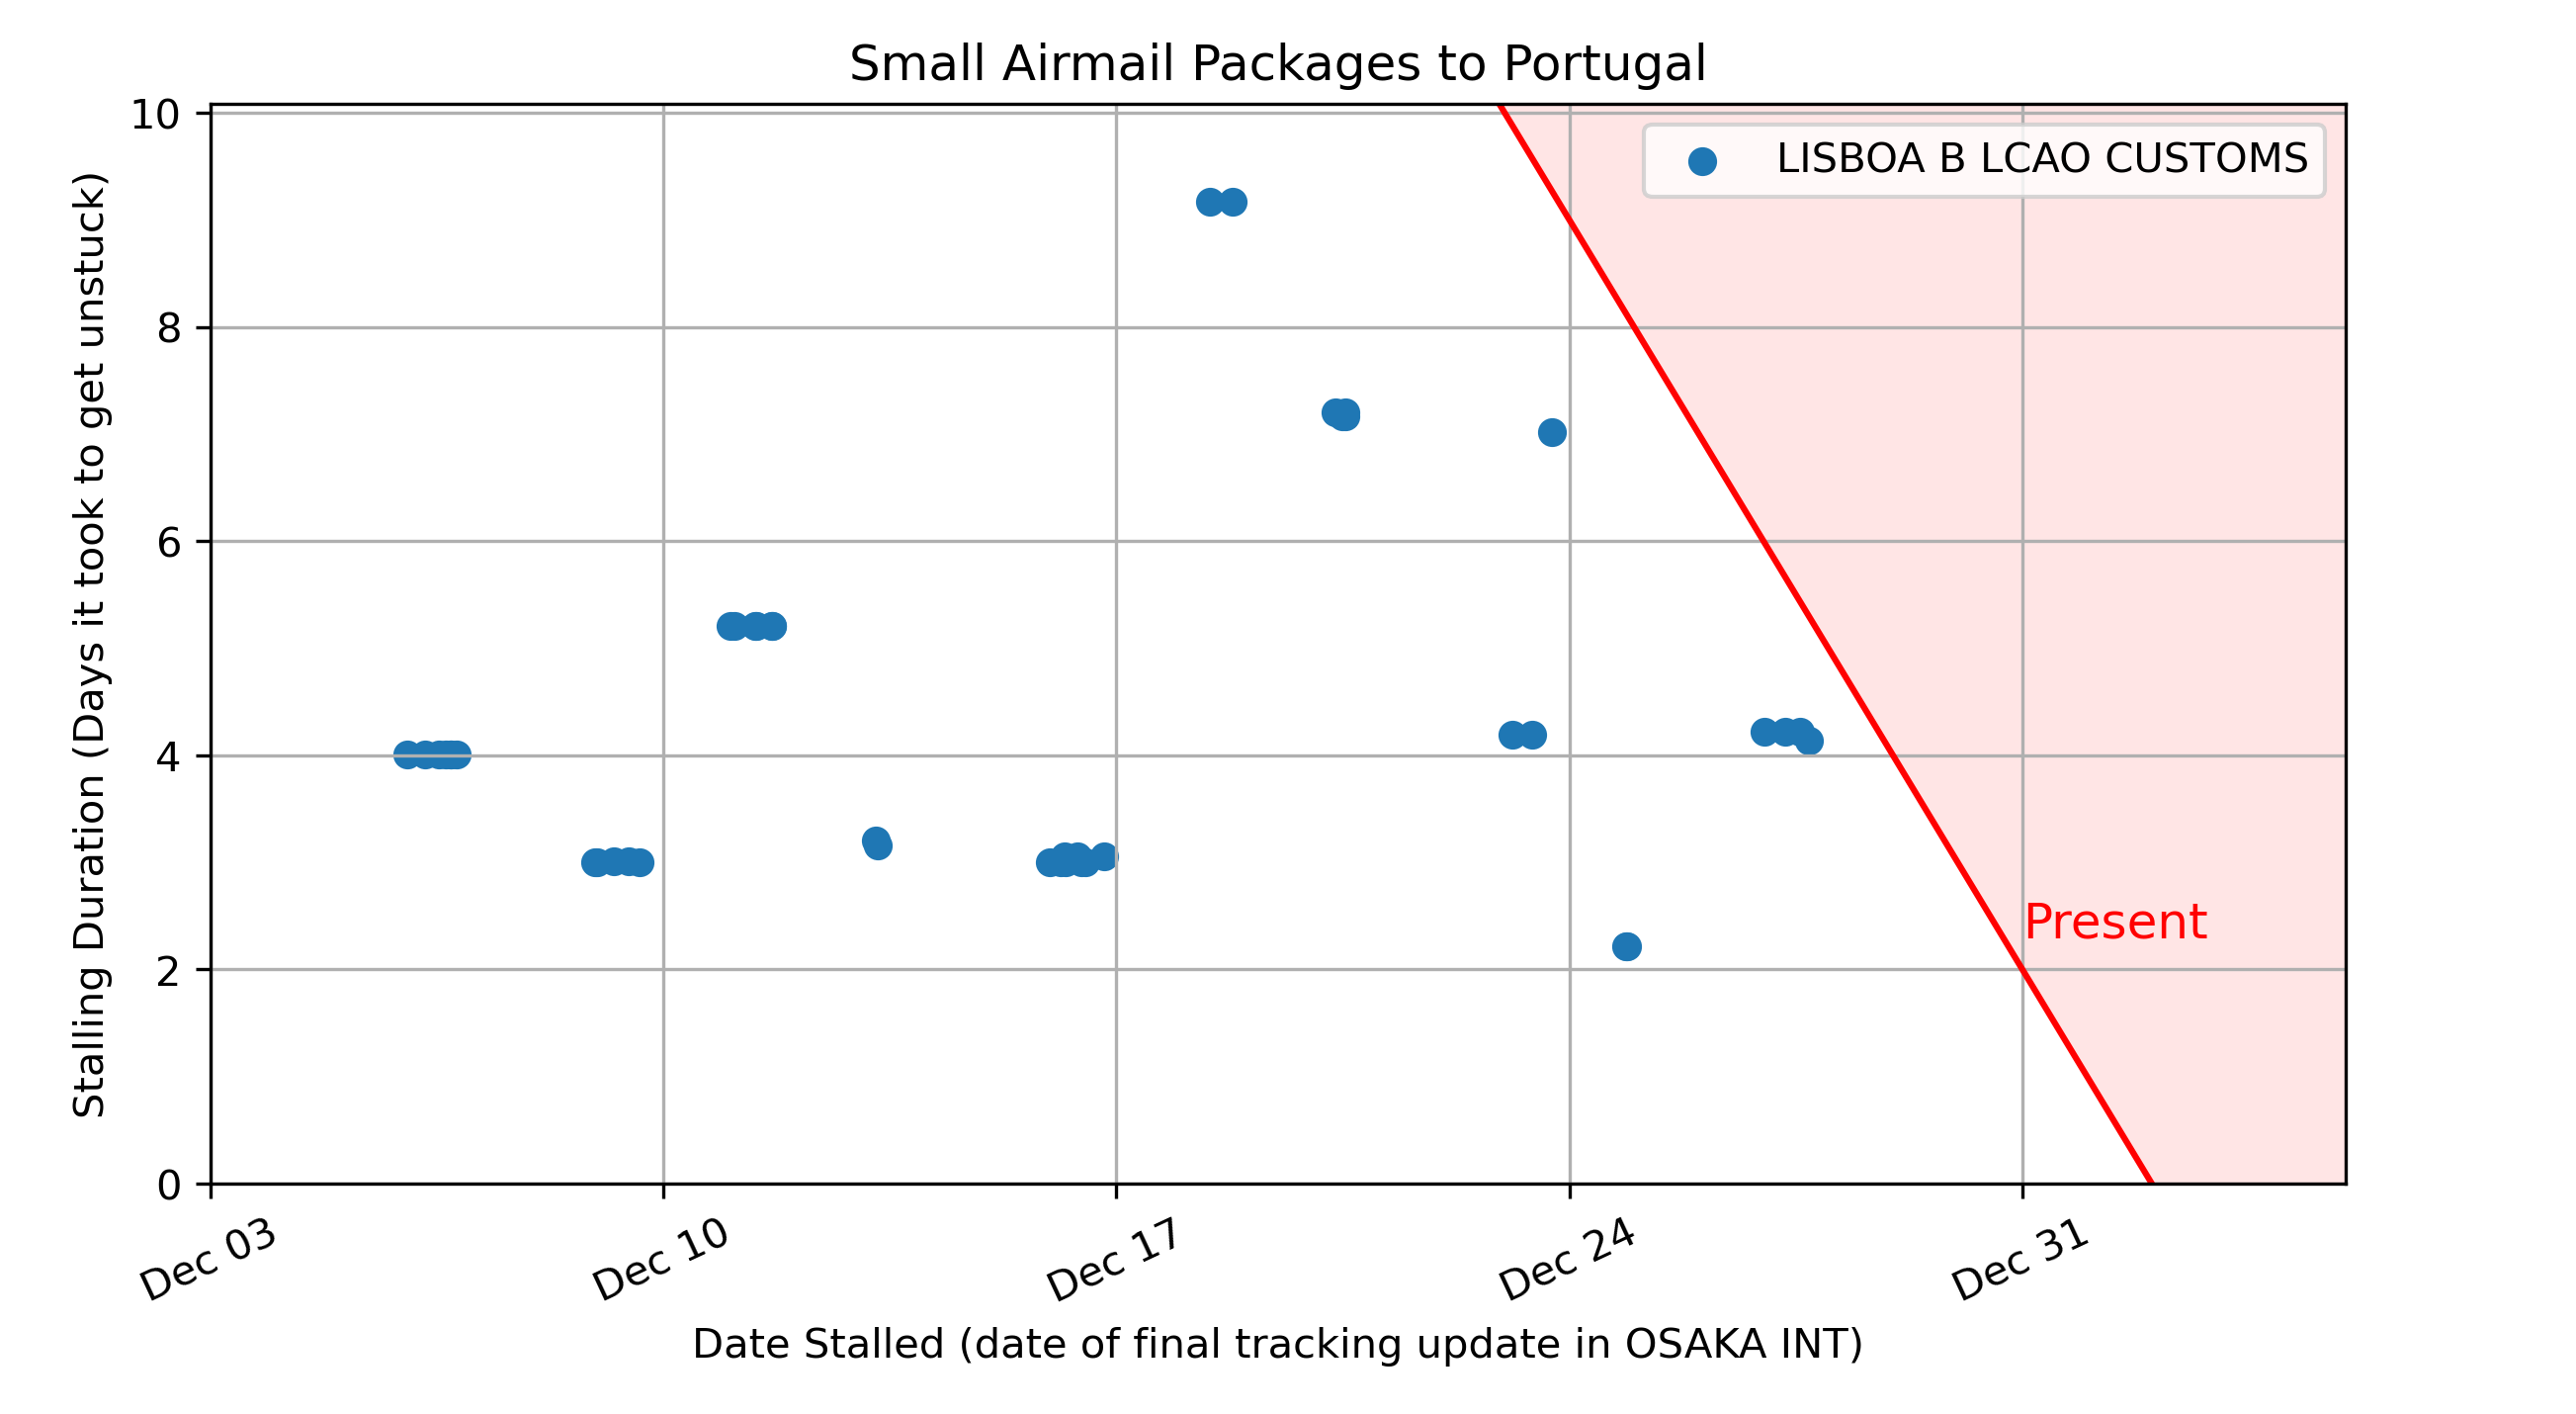 Small Airmail Packages to Portugal
LISBOA B LCAO CUSTOMS
Stalling Duration (Days it took to get unstuck)
10
8
6
4
2
0
Present
Dec 03
Dec 10
Dec 17
Dec 24
Dec 31
Date Stalled (date of final tracking update in OSAKA INT)